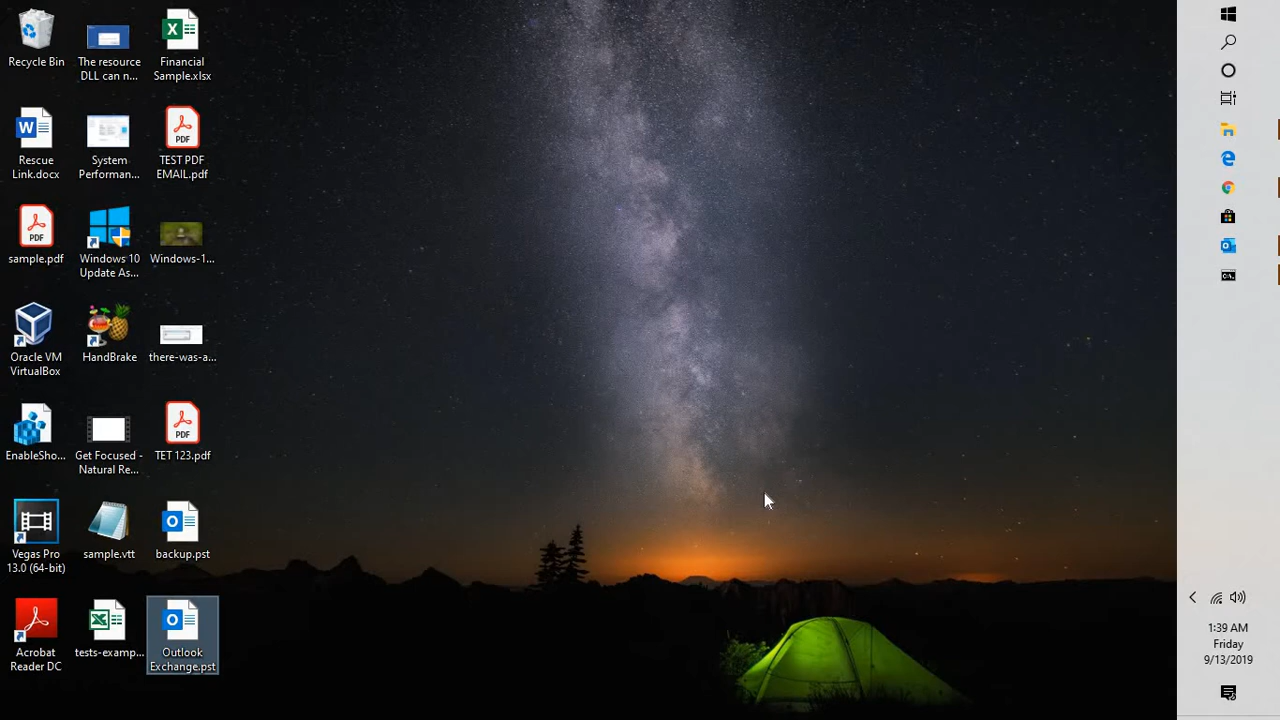 Recycle Bin
The resource
DLL can n...
Financial
Sample.xlsx
Rescue
Link.docx
System
Performan...
TEST PDF
EMAIL.pdf
sample.pdf
Windows 10
Update As...
Windows-1...
Oracle VM
VirtualBox
HandBrake
there-was-a...
EnableSho...
Get Focused -
Natural Re...
TET 123.pdf
Vegas Pro
13.0 (64-bit)
sample.vtt
backup.pst
Acrobat
Reader DC
tests-examp...
Outlook
Exchange.pst
1:39 AM
Friday
9/13/2019